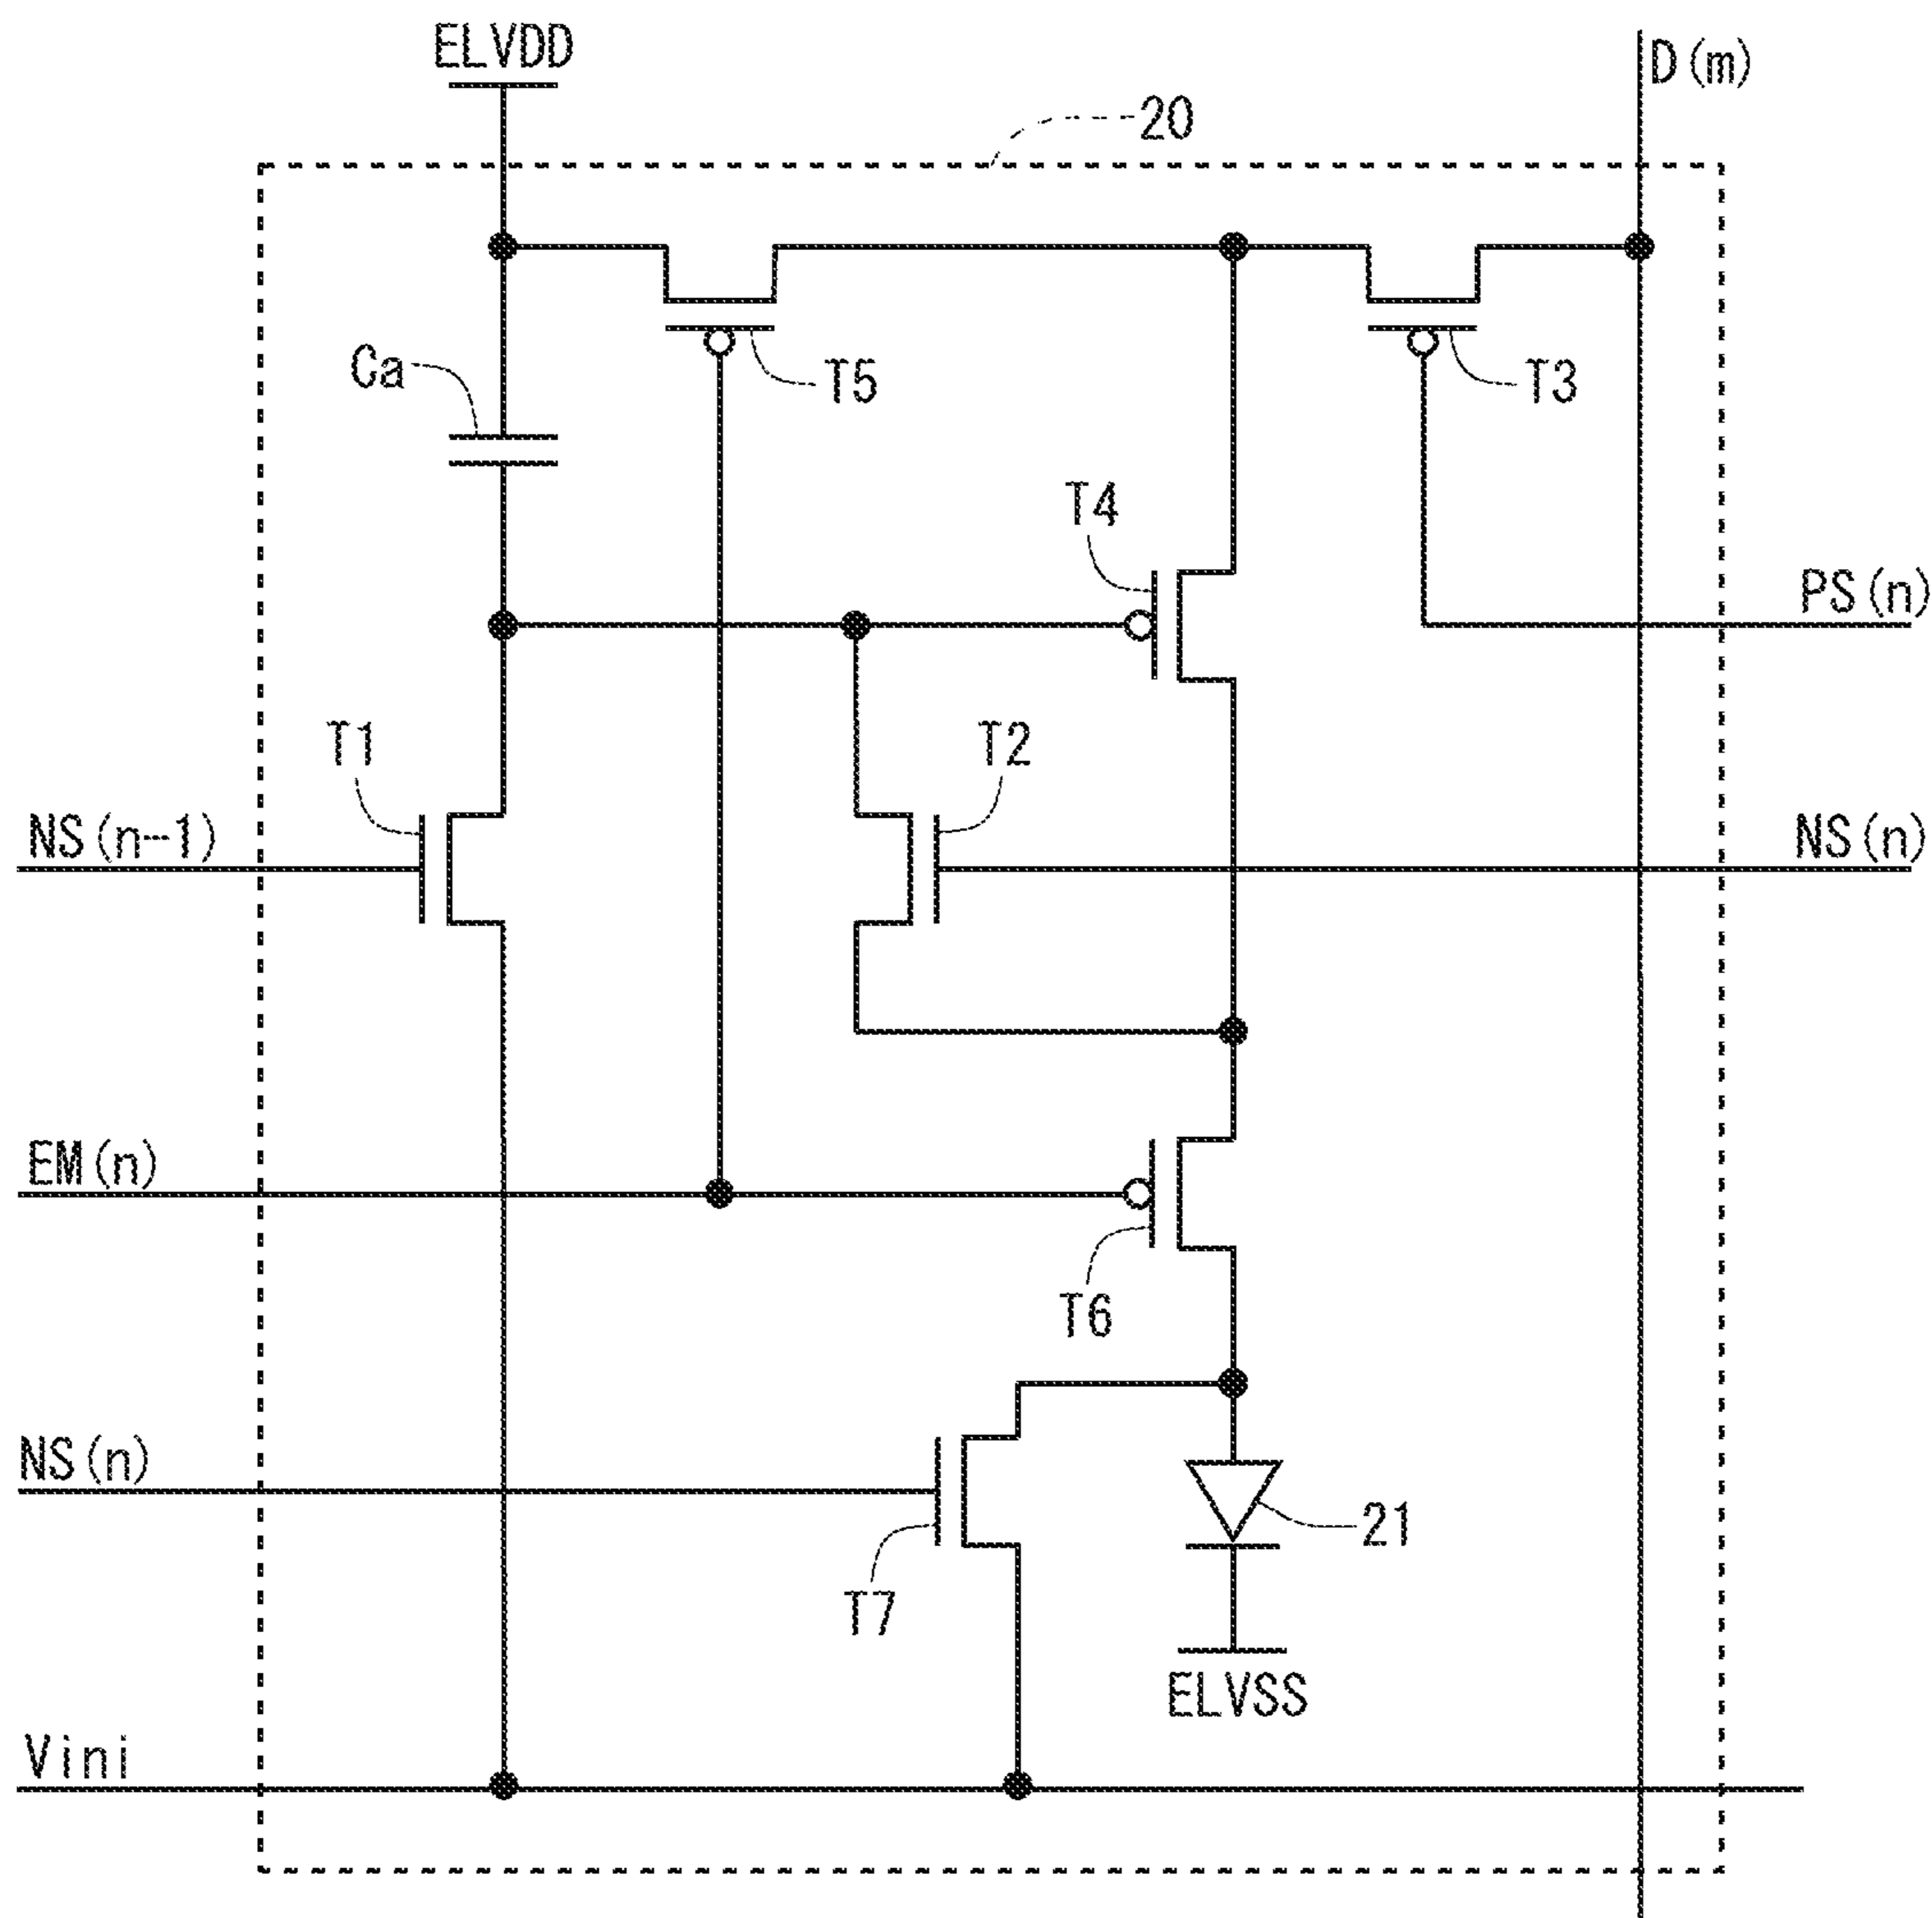 ELVDD
D(m)
20
Ca
T5
T3
T4
PS(n)
T1
T2
NS(n-1)
NS(n)
EM(n)
T6
NS(n)
21
T7
ELVSS
Vini